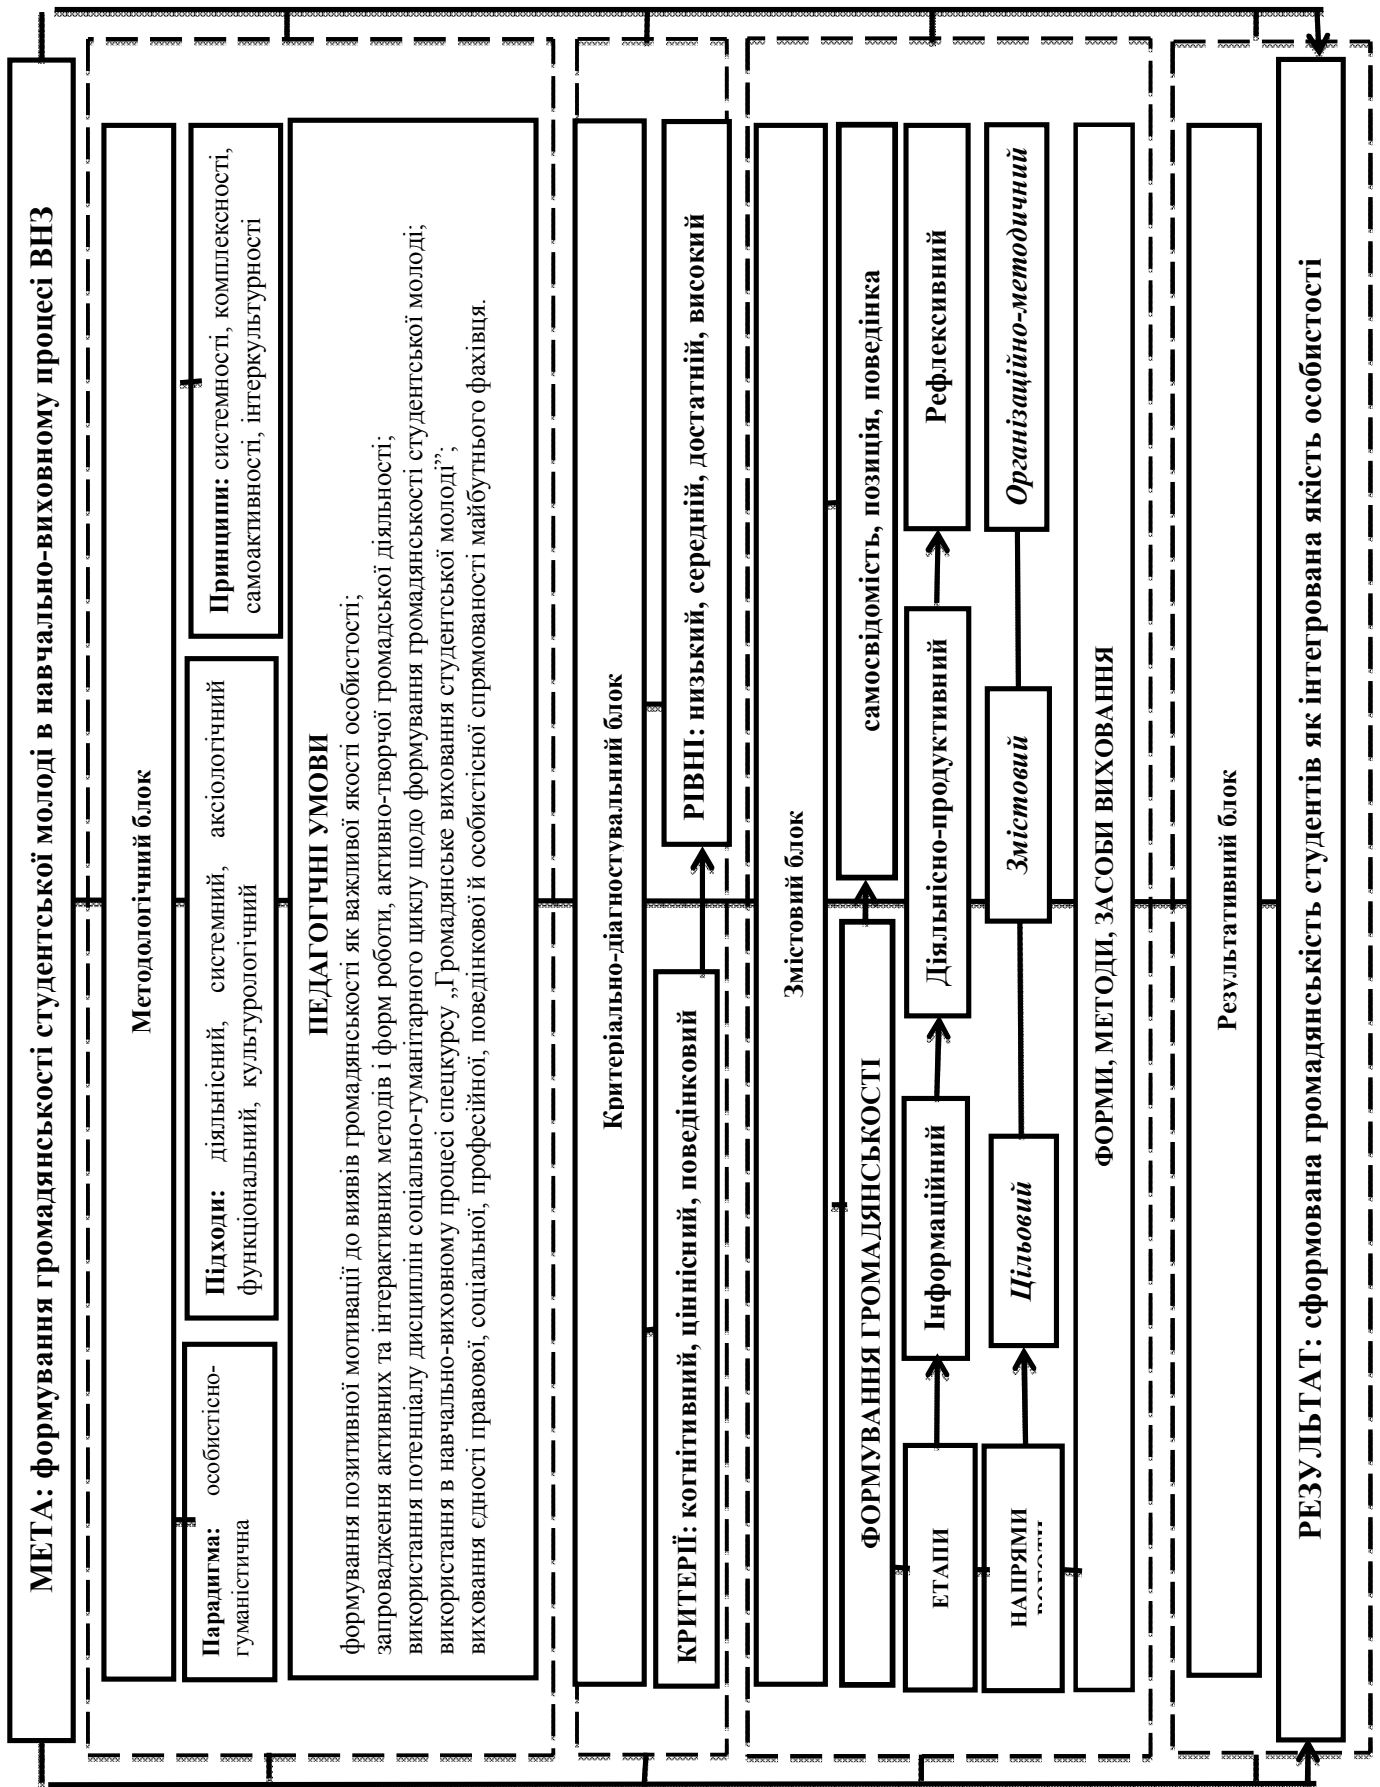 МЕТА: формування громадянськості студентської молоді в навчально-виховному процесі ВНЗ
Методологічний блок
Парадигма: особистісно-
гуманістична
Підходи: діяльнісний, системний, аксіологічний
функціональний, культурологічний
Принципи: системності, комплексності,
самоактивності, інтеркультурності
ПЕДАГОГІЧНІ УМОВИ
формування позитивної мотивації до виявів громадянськості як важливої якості особистості;
запровадження активних та інтерактивних методів і форм роботи, активно-творчої громадської діяльності;
використання потенціалу дисциплін соціально-гуманітарного циклу щодо формування громадянськості студентської молоді;
використання в навчально-виховному процесі спецкурсу „Громадянське виховання студентської молоді”;
виховання єдності правової, соціальної, професійної, поведінкової й особистісної спрямованості майбутнього фахівця.
Критеріально-діагностувальний блок
КРИТЕРІЇ: когнітивний, ціннісний, поведінковий
РІВНІ: низький, середній, достатній, високий
Змістовий блок
ФОРМУВАННЯ ГРОМАДЯНСЬКОСТІ
самосвідомість, позиція, поведінка
ЕТАПИ
Інформаційний
Діяльнісно-продуктивний
Рефлексивний
НАПРЯМИ
Цільовий
Змістовий
Організаційно-методичний
ФОРМИ, МЕТОДИ, ЗАСОБИ ВИХОВАННЯ
Результативний блок
РЕЗУЛЬТАТ: сформована громадянськість студентів як інтегрована якість особистості